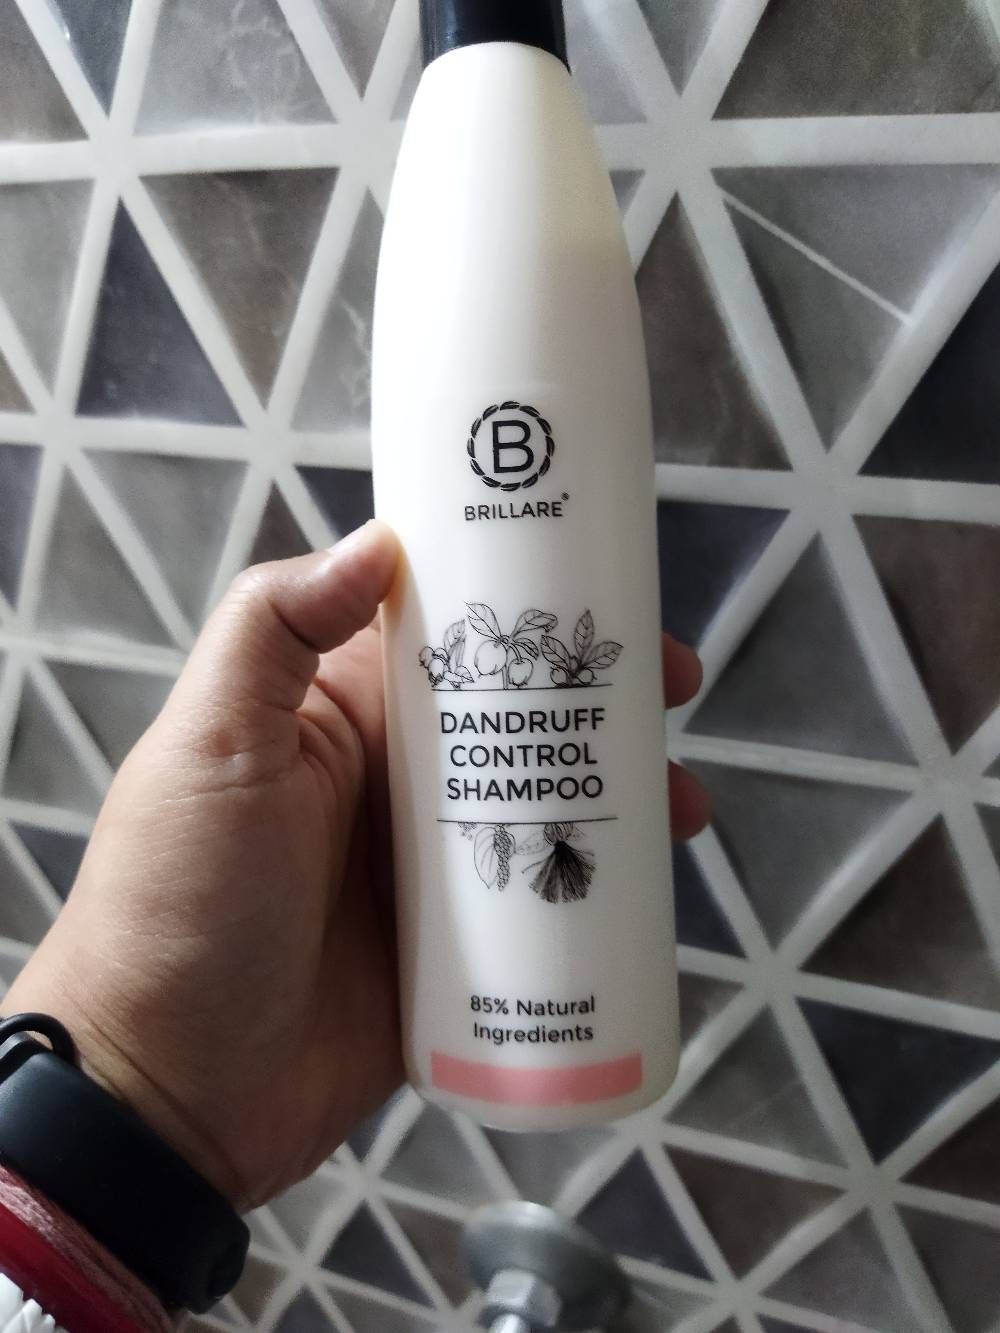 B
BRILLARE®
DANDRUFF
CONTROL
SHAMPOO
85% Natural
Ingredients